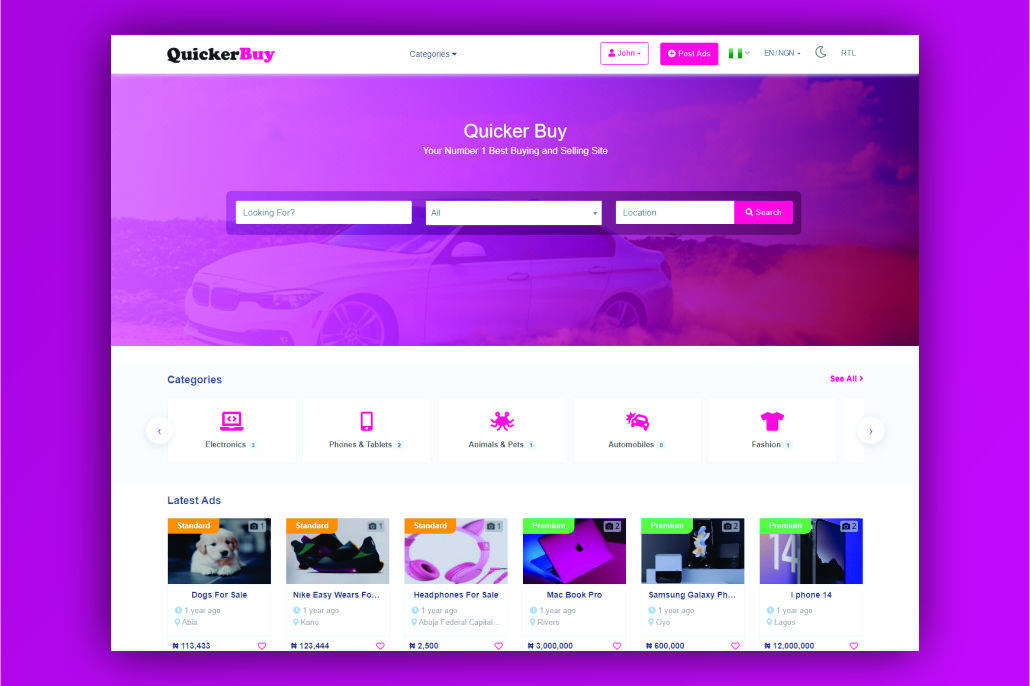 QuickerBuy
Categories
John
Post Ads
EN/NGN
RTL
Quicker Buy
Your Number 1 Best Buying and Selling Site
Looking For?
All
Location
Search
Categories
See All
Electronics 3
Phones & Tablets 2
Animals & Pets 1
Automobiles 0
Fashion 1
Latest Ads
Standard 1
Standard 1
Standard 1
Premium 2
Premium 2
Premium 2
14
Dogs For Sale
Nike Easy Wears Fo...
Headphones For Sale
Mac Book Pro
Samsung Galaxy Ph...
I phone 14
1 year ago
1 year ago
1 year ago
1 year ago
1 year ago
1 year ago
Abia
Kano
Abuja Federal Capital...
Rivers
Oyo
Lagos
₦ 113,433
₦ 123,444
₦ 2,500
₦ 3,000,000
₦ 600,000
₦ 12,000,000